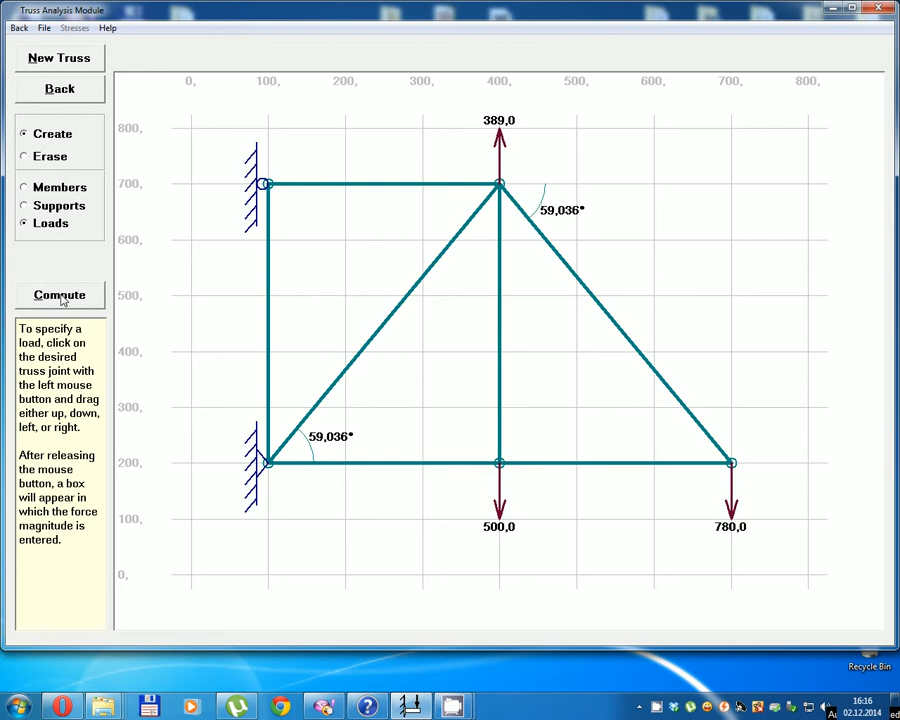 Truss Analysis Module
Back File Stresses Help
New Truss
Back
Create
Erase
Members
Supports
Loads
Compute
To specify a
load, click on
the desired
truss joint with
the left mouse
button and drag
either up, down,
left, or right.
After releasing
the mouse
button, a box
will appear in
which the force
magnitude is
entered.
0, 100, 200, 300, 400, 500, 600, 700, 800,
800,
700,
600,
500,
400,
300,
200,
100,
0,
389,0
59,036°
59,036°
500,0
780,0
Recycle Bin
16:16
02.12.2014